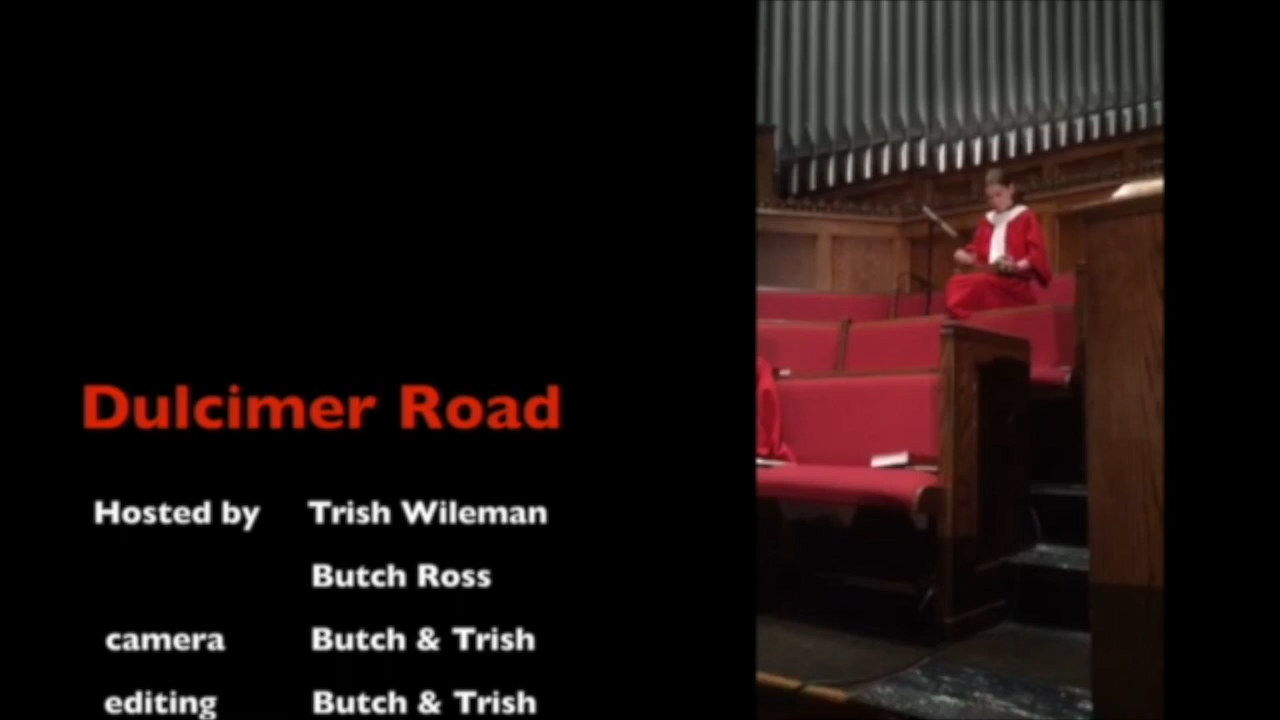 Dulcimer Road
Hosted by Trish Wileman
Butch Ross
camera Butch & Trish
editing Butch & Trish